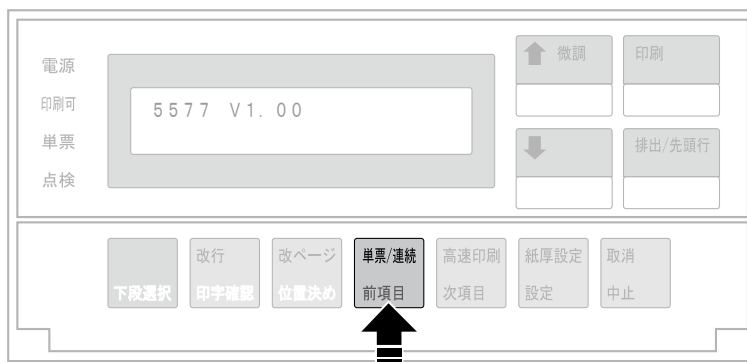 電源
印刷可
単票
点検
5577 V1.00
微調
印刷
排出/先頭行
下段選択
改行
印字確認
改ページ
位置決め
単票/連続
前項目
高速印刷
次項目
紙厚設定
設定
取消
中止